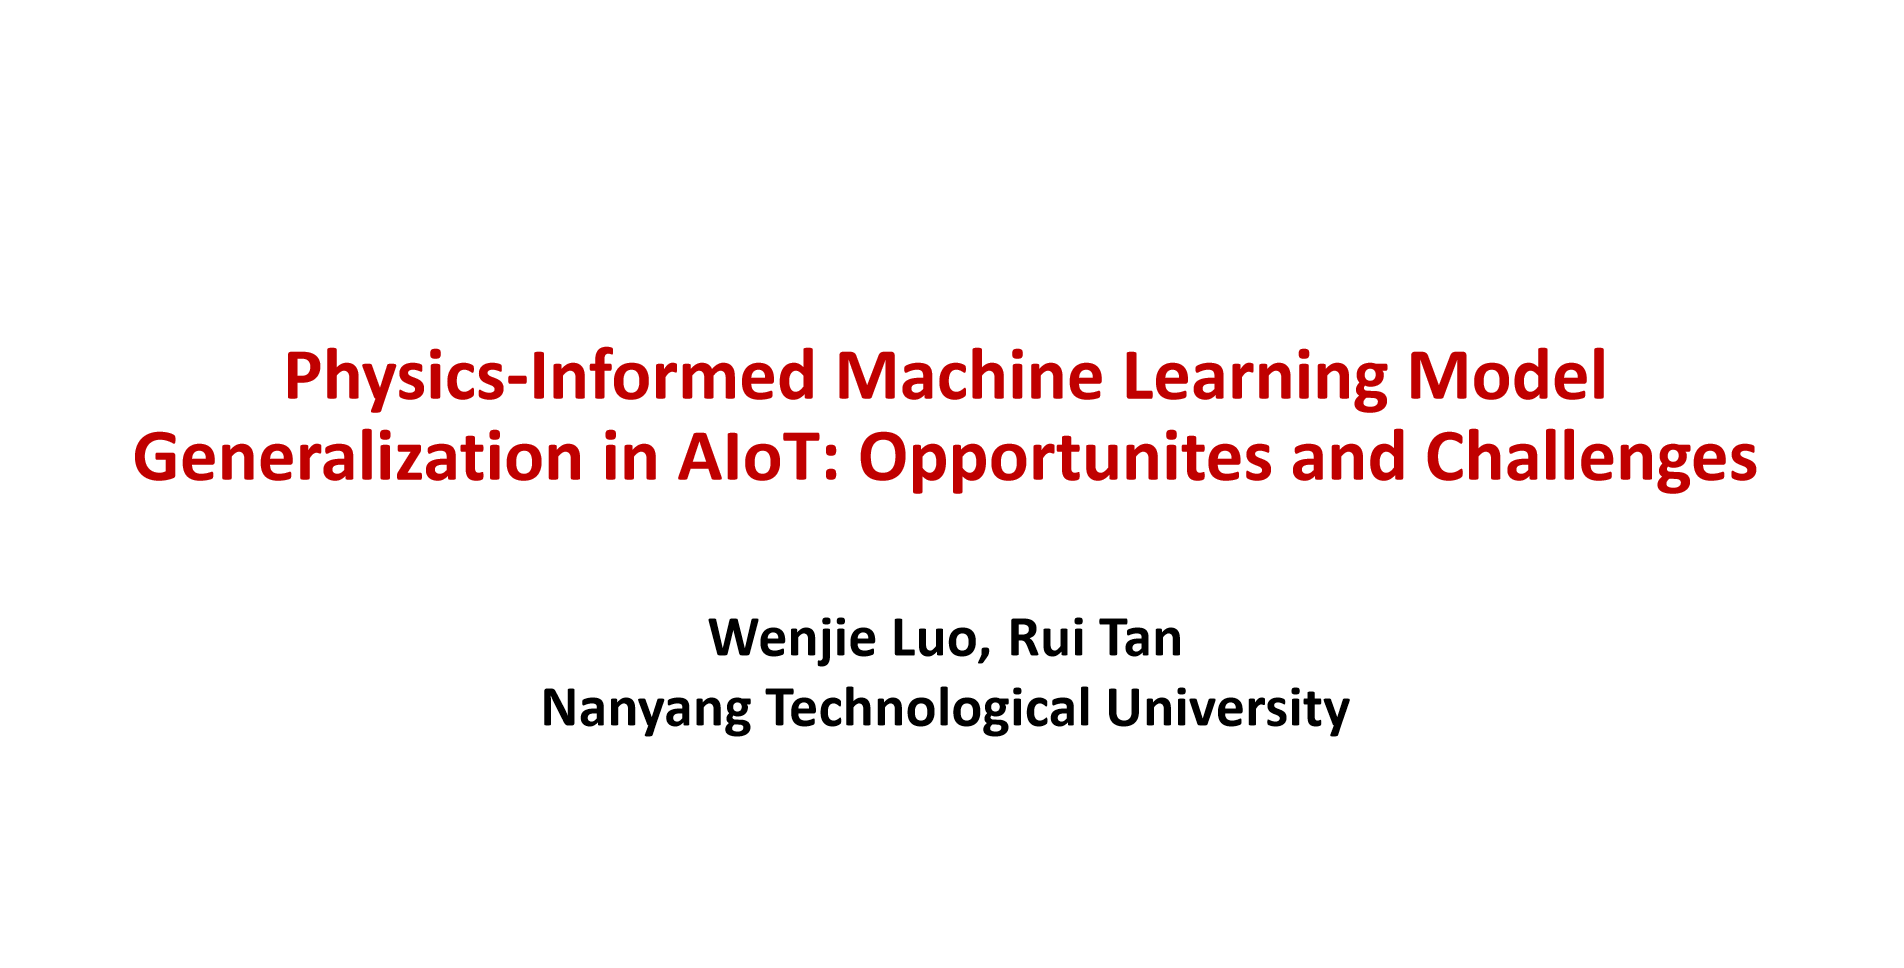 Physics-Informed Machine Learning Model
Generalization in AIoT: Opportunites and Challenges
Wenjie Luo, Rui Tan
Nanyang Technological University